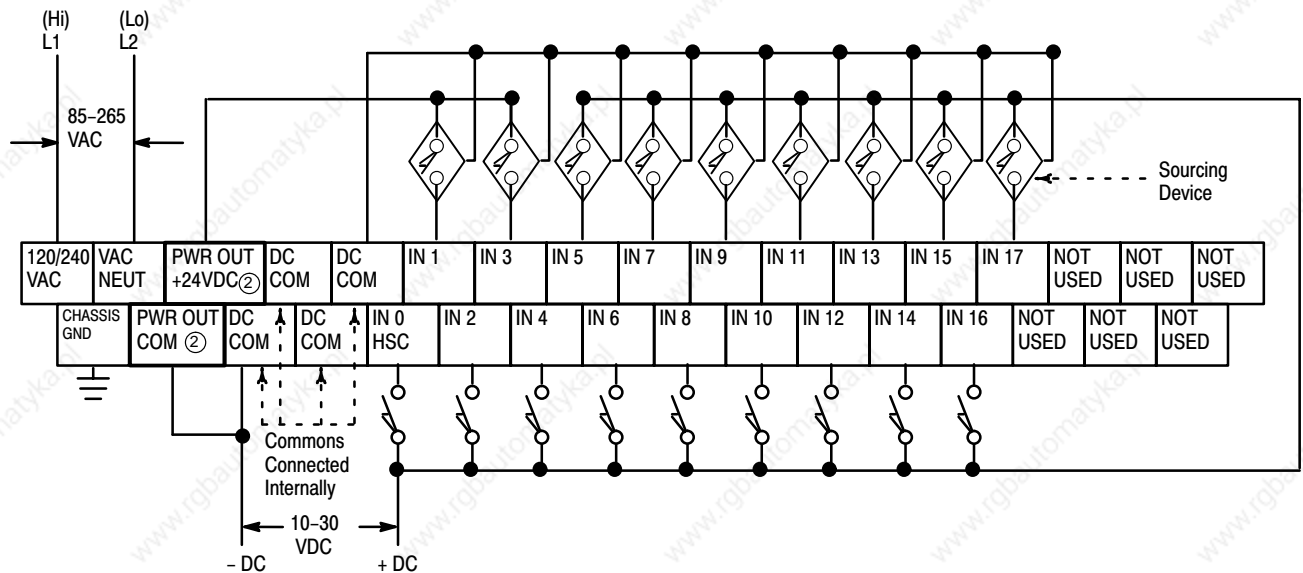 (Hi)
L1
(Lo)
L2
85–265
VAC
Sourcing
Device
120/240
VAC
VAC
NEUT
PWR OUT
+24VDC②
DC
COM
DC
COM
IN 1
IN 3
IN 5
IN 7
IN 9
IN 11
IN 13
IN 15
IN 17
NOT
USED
NOT
USED
NOT
USED
CHASSIS
GND
PWR OUT
COM ②
DC
COM
DC
COM
IN 0
HSC
IN 2
IN 4
IN 6
IN 8
IN 10
IN 12
IN 14
IN 16
NOT
USED
NOT
USED
NOT
USED
Commons
Connected
Internally
10–30
VDC
– DC
+ DC
www.rgbautomatyka.pl